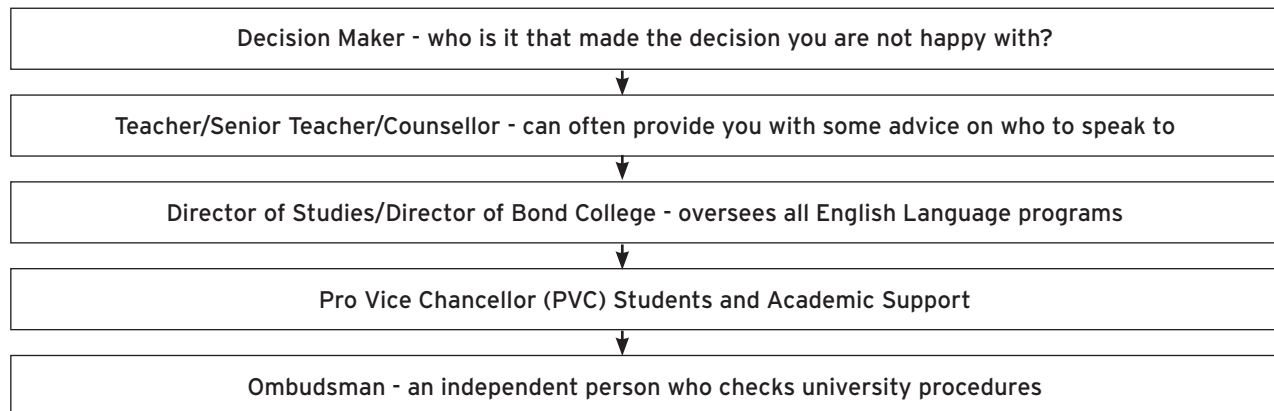 Decision Maker - who is it that made the decision you are not happy with?
Teacher/Senior Teacher/Counsellor - can often provide you with some advice on who to speak to
Director of Studies/Director of Bond College - oversees all English Language programs
Pro Vice Chancellor (PVC) Students and Academic Support
Ombudsman - an independent person who checks university procedures